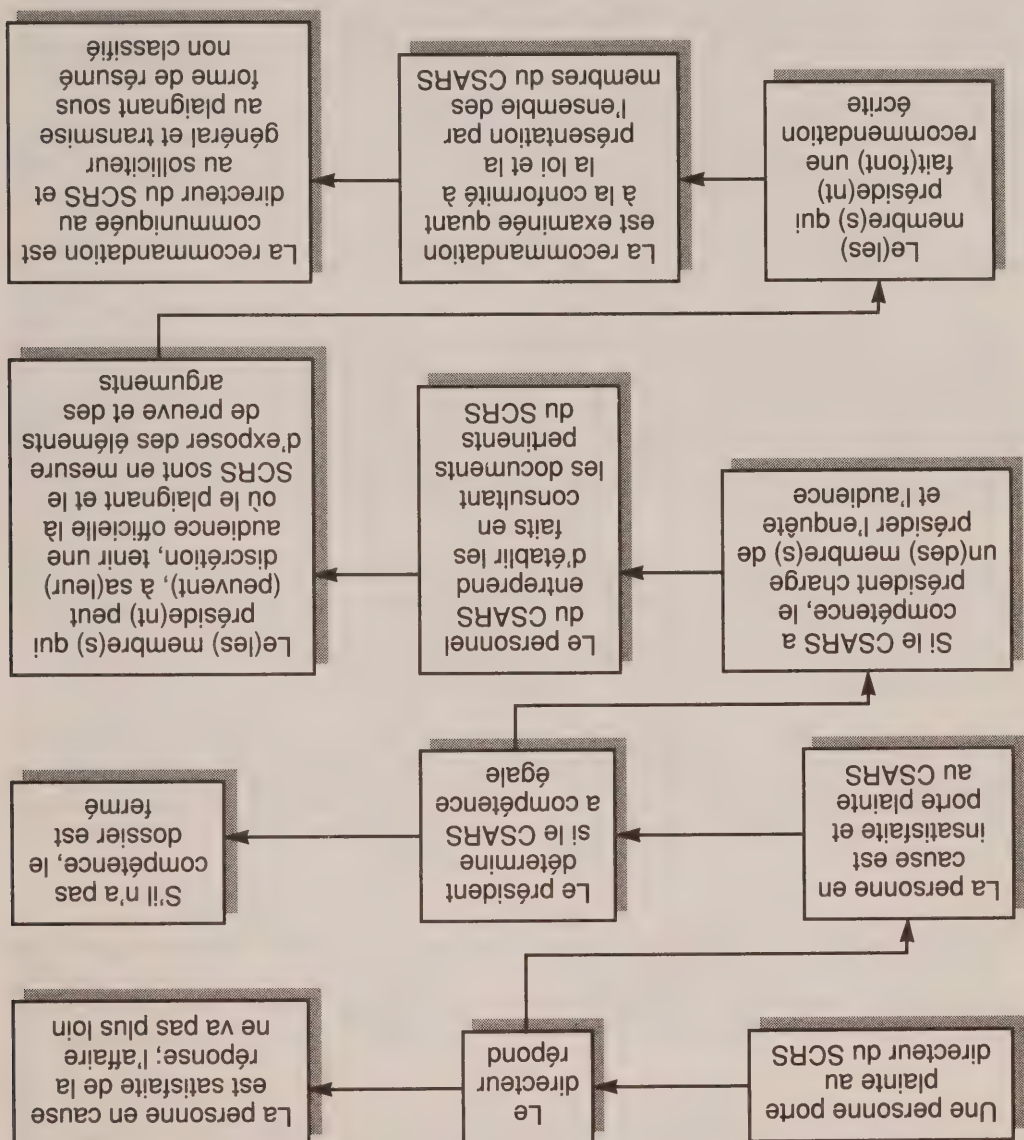 Une personne porte
plainte au
directeur du SCRS
Le
directeur
répond
La personne en cause
est satisfaite de la
réponse; l'affaire
ne va pas plus loin
La personne en
cause est
insatisfaite et
porte plainte
au CSARS
Le président
détermine
si le CSARS
a compétence
égale
S'il n'a pas
compétence, le
dossier est
fermé
Si le CSARS a
compétence, le
président charge
un(des) membre(s) de
présider l'enquête
et l'audience
Le personnel
du CSARS
entreprend
d'établir les
faits en
consultant
les documents
pertinents
du SCRS
Le(les) membre(s) qui
préside(nt) peut
(peuvent), à sa(leur)
discrétion, tenir une
audience officielle là
où le plaignant et le
SCRS sont en mesure
d'exposer des éléments
de preuve et des
arguments
Le(les)
membre(s) qui
préside(nt)
fait(font) une
recommendation
écrite
La recommandation
est examinée quant
à la conformité à
la loi et la
présentation par
l'ensemble des
membres du CSARS
La recommandation est
communiquée au
directeur du SCRS et
au solliciteur
général et transmise
au plaignant sous
forme de résumé
non classifié